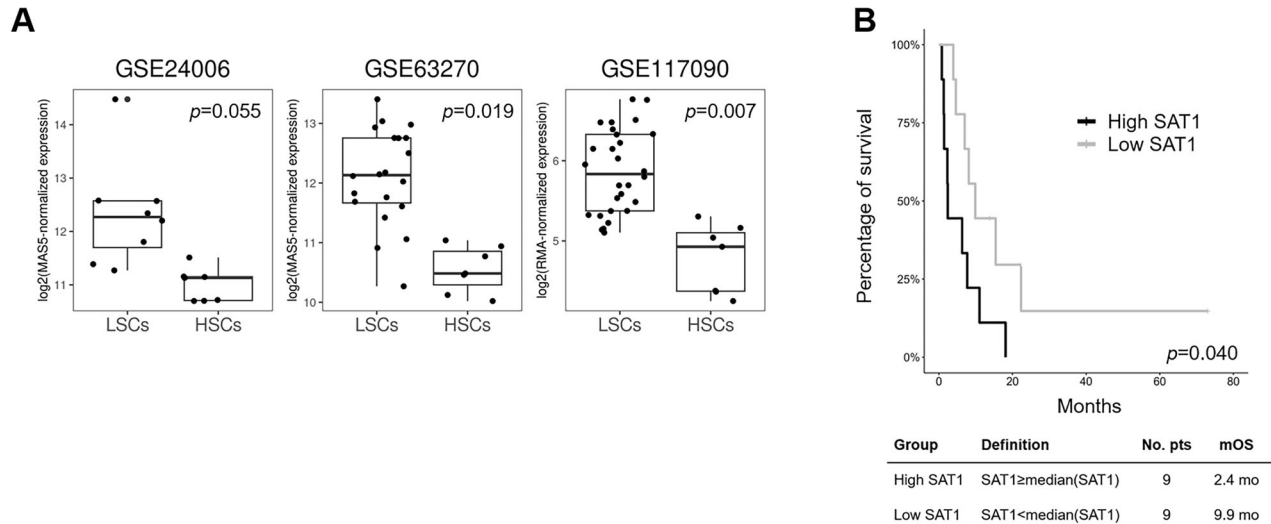 A
GSE24006
log2(MAS5-normalized expression)
14
13
12
11
p=0.055
LSCs HSCs
GSE63270
log2(MAS5-normalized expression)
13
12
11
10
p=0.019
LSCs HSCs
GSE117090
log2(RMA-normalized expression)
6
5
p=0.007
LSCs HSCs
B
Percentage of survival
100%
75%
50%
25%
0%
High SAT1
Low SAT1
p=0.040
0 20 40 60 80
Months
Group Definition No. pts mOS
High SAT1 SAT1≥median(SAT1) 9 2.4 mo
Low SAT1 SAT1<median(SAT1) 9 9.9 mo